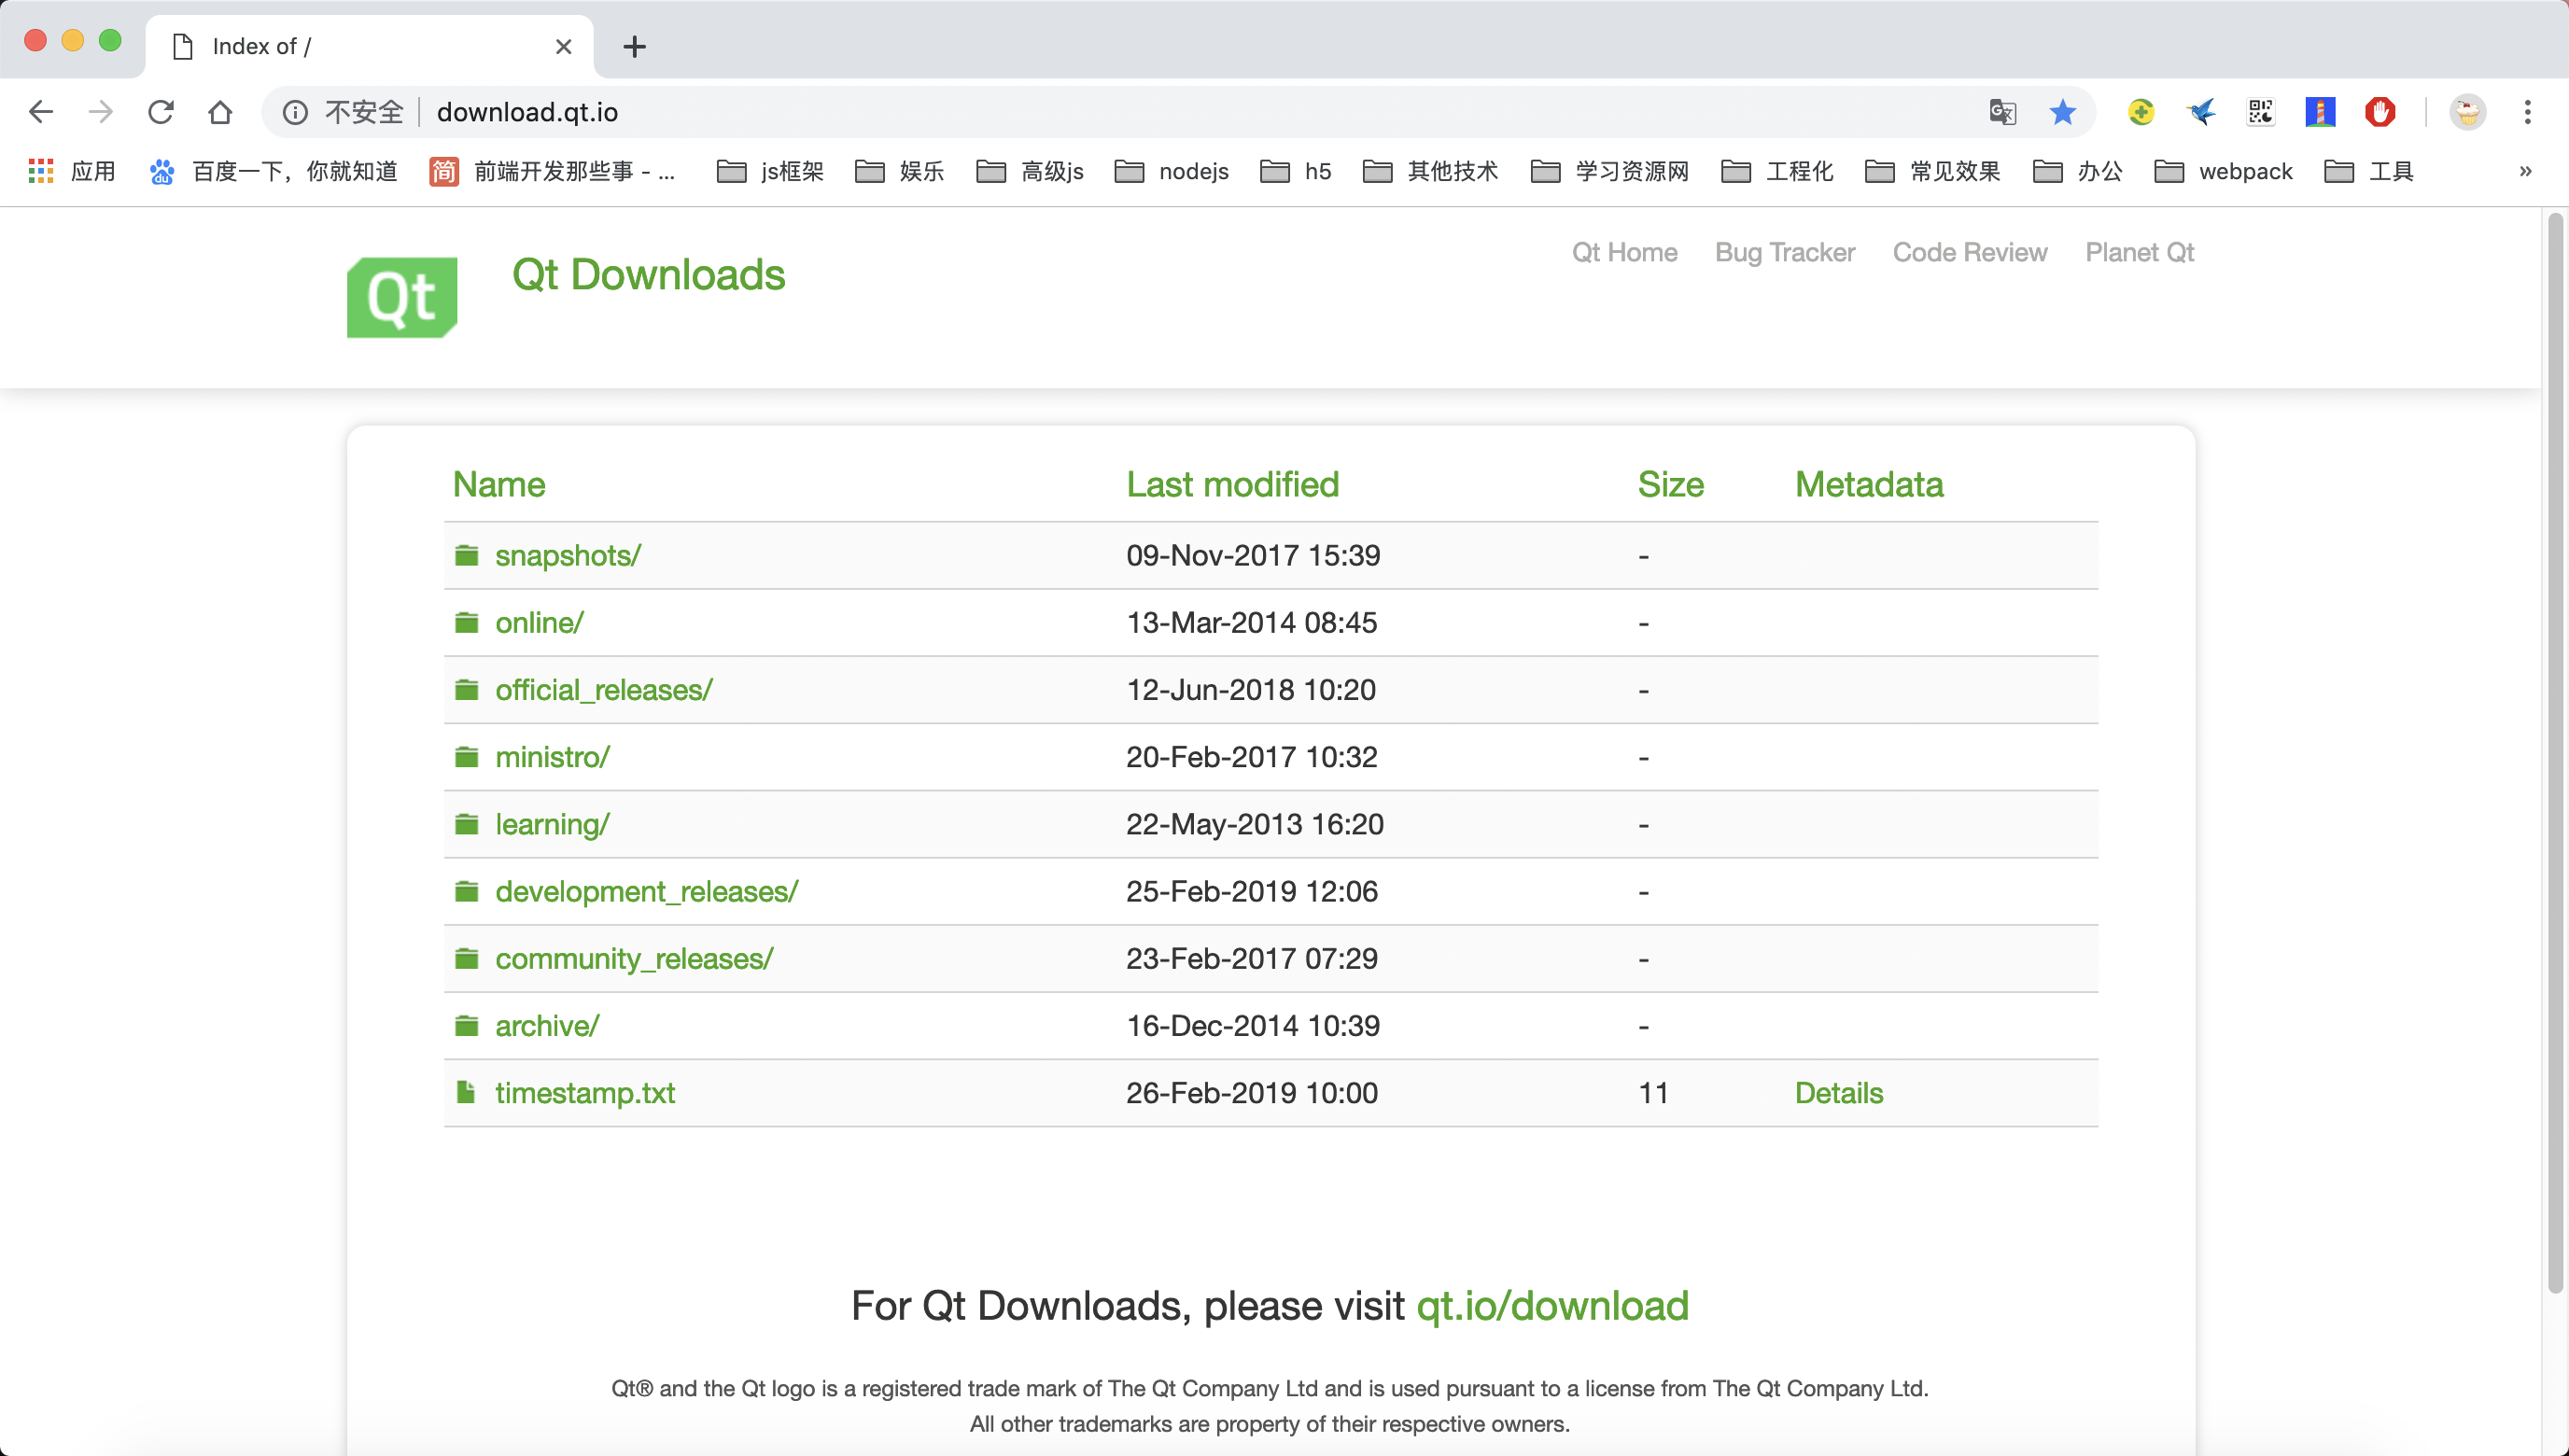 Index of /
不安全 download.qt.io
应用 百度一下，你就知道 简 前端开发那些事 - ... js框架 娱乐 高级js nodejs h5 其他技术 学习资源网 工程化 常见效果 办公 webpack 工具 »
Qt Home Bug Tracker Code Review Planet Qt
Qt Qt Downloads
Name Last modified Size Metadata
snapshots/ 09-Nov-2017 15:39 -
online/ 13-Mar-2014 08:45 -
official_releases/ 12-Jun-2018 10:20 -
ministro/ 20-Feb-2017 10:32 -
learning/ 22-May-2013 16:20 -
development_releases/ 25-Feb-2019 12:06 -
community_releases/ 23-Feb-2017 07:29 -
archive/ 16-Dec-2014 10:39 -
timestamp.txt 26-Feb-2019 10:00 11 Details
For Qt Downloads, please visit qt.io/download
Qt® and the Qt logo is a registered trade mark of The Qt Company Ltd and is used pursuant to a license from The Qt Company Ltd.
All other trademarks are property of their respective owners.